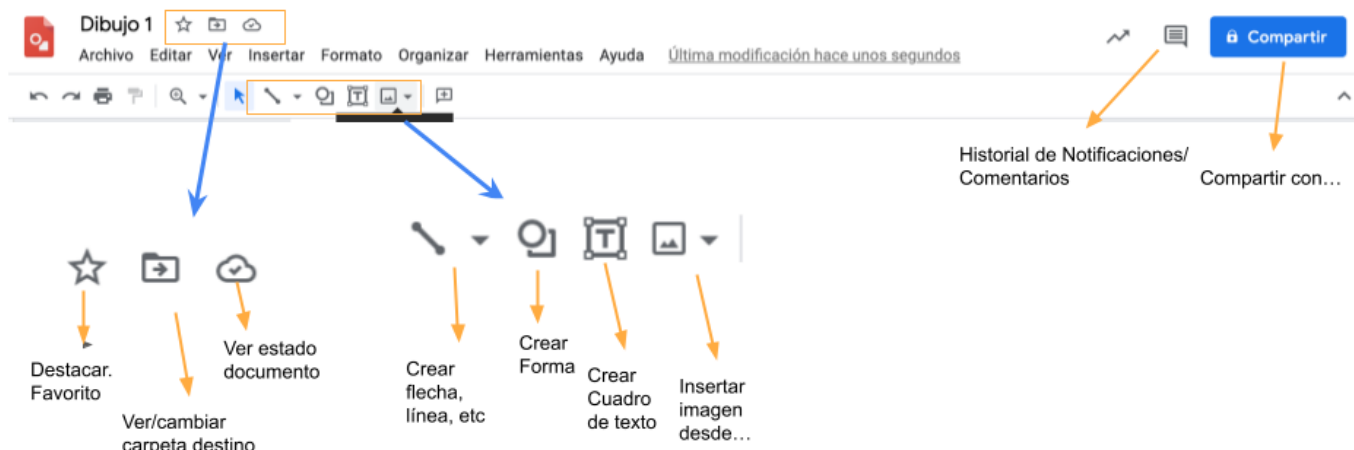 Dibujo 1
Archivo Editar Ver Insertar Formato Organizar Herramientas Ayuda Última modificación hace unos segundos
Compartir
Historial de Notificaciones/
Comentarios
Compartir con…
Destacar.
Favorito
Ver/cambiar
carpeta destino
Ver estado
documento
Crear
flecha,
línea, etc
Crear
Forma
Crear
Cuadro
de texto
Insertar
imagen
desde…